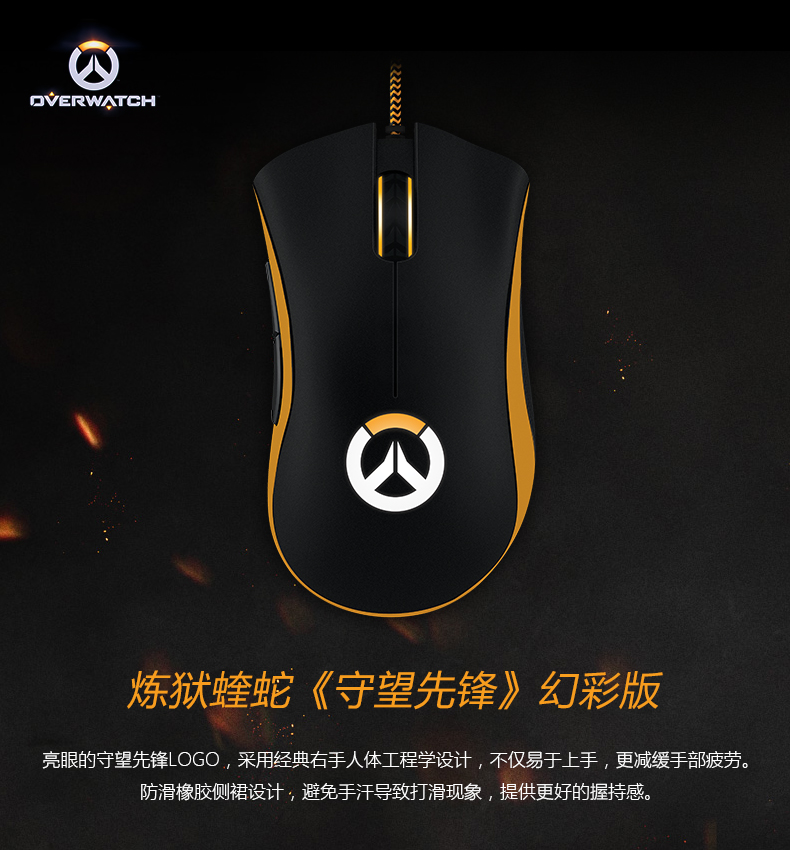 OVERWATCH
炼狱蝰蛇《守望先锋》幻彩版
亮眼的守望先锋LOGO，采用经典右手人体工程学设计，不仅易于上手，更减缓手部疲劳。
防滑橡胶侧裙设计，避免手汗导致打滑现象，提供更好的握持感。